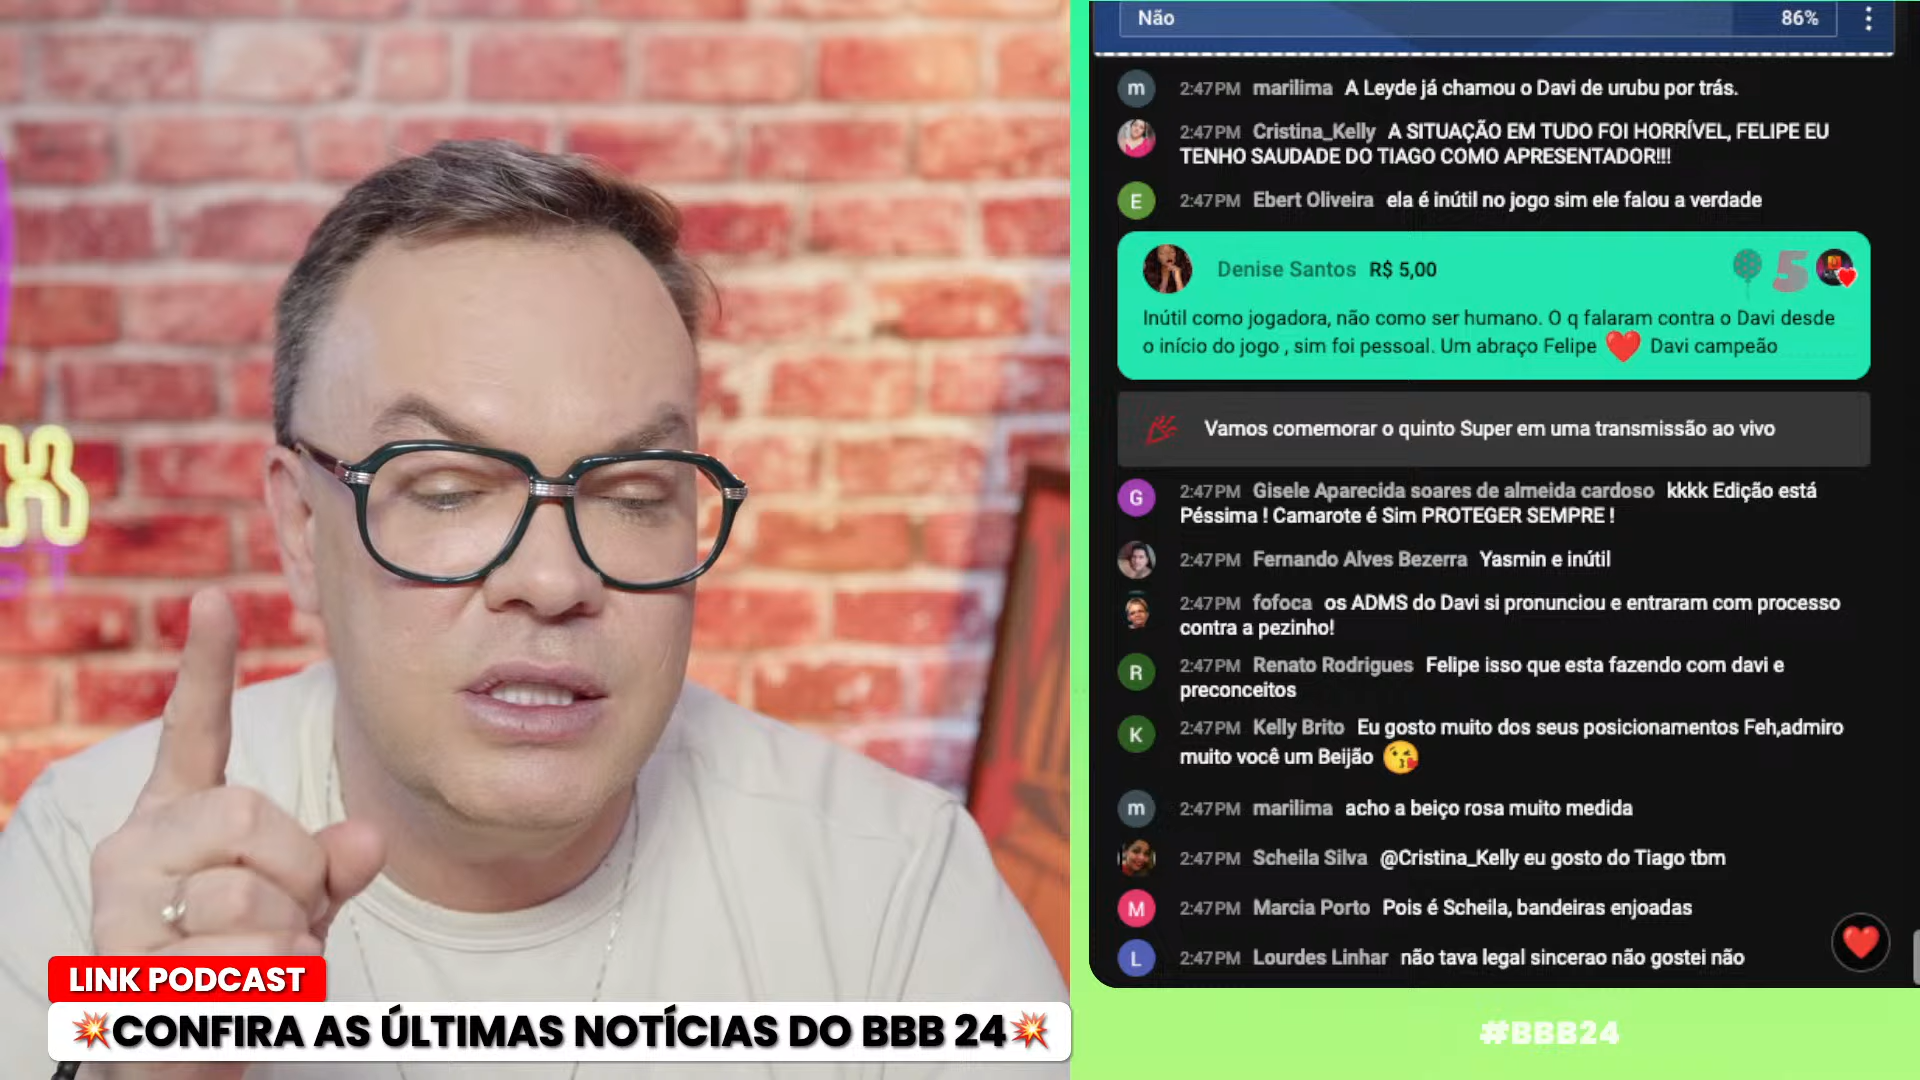 LINK PODCAST
💥CONFIRA AS ÚLTIMAS NOTÍCIAS DO BBB 24💥
Não 86%
2:47PM marilima A Leyde já chamou o Davi de urubu por trás.
2:47PM Cristina_Kelly A SITUAÇÃO EM TUDO FOI HORRÍVEL, FELIPE EU
TENHO SAUDADE DO TIAGO COMO APRESENTADOR!!!
E 2:47PM Ebert Oliveira ela é inútil no jogo sim ele falou a verdade
Denise Santos R$ 5,00 5
Inútil como jogadora, não como ser humano. O q falaram contra o Davi desde
o início do jogo , sim foi pessoal. Um abraço Felipe ❤️ Davi campeão
Vamos comemorar o quinto Super em uma transmissão ao vivo
G 2:47PM Gisele Aparecida soares de almeida cardoso kkkk Edição está
Péssima ! Camarote é Sim PROTEGER SEMPRE !
2:47PM Fernando Alves Bezerra Yasmin e inútil
2:47PM fofoca os ADMS do Davi si pronunciou e entraram com processo
contra a pezinho!
R 2:47PM Renato Rodrigues Felipe isso que esta fazendo com davi e
preconceitos
K 2:47PM Kelly Brito Eu gosto muito dos seus posicionamentos Feh,admiro
muito você um Beijão 😘
m 2:47PM marilima acho a beiço rosa muito medida
2:47PM Scheila Silva @Cristina_Kelly eu gosto do Tiago tbm
M 2:47PM Marcia Porto Pois é Scheila, bandeiras enjoadas
L 2:47PM Lourdes Linhar não tava legal sincerao não gostei não
#BBB24